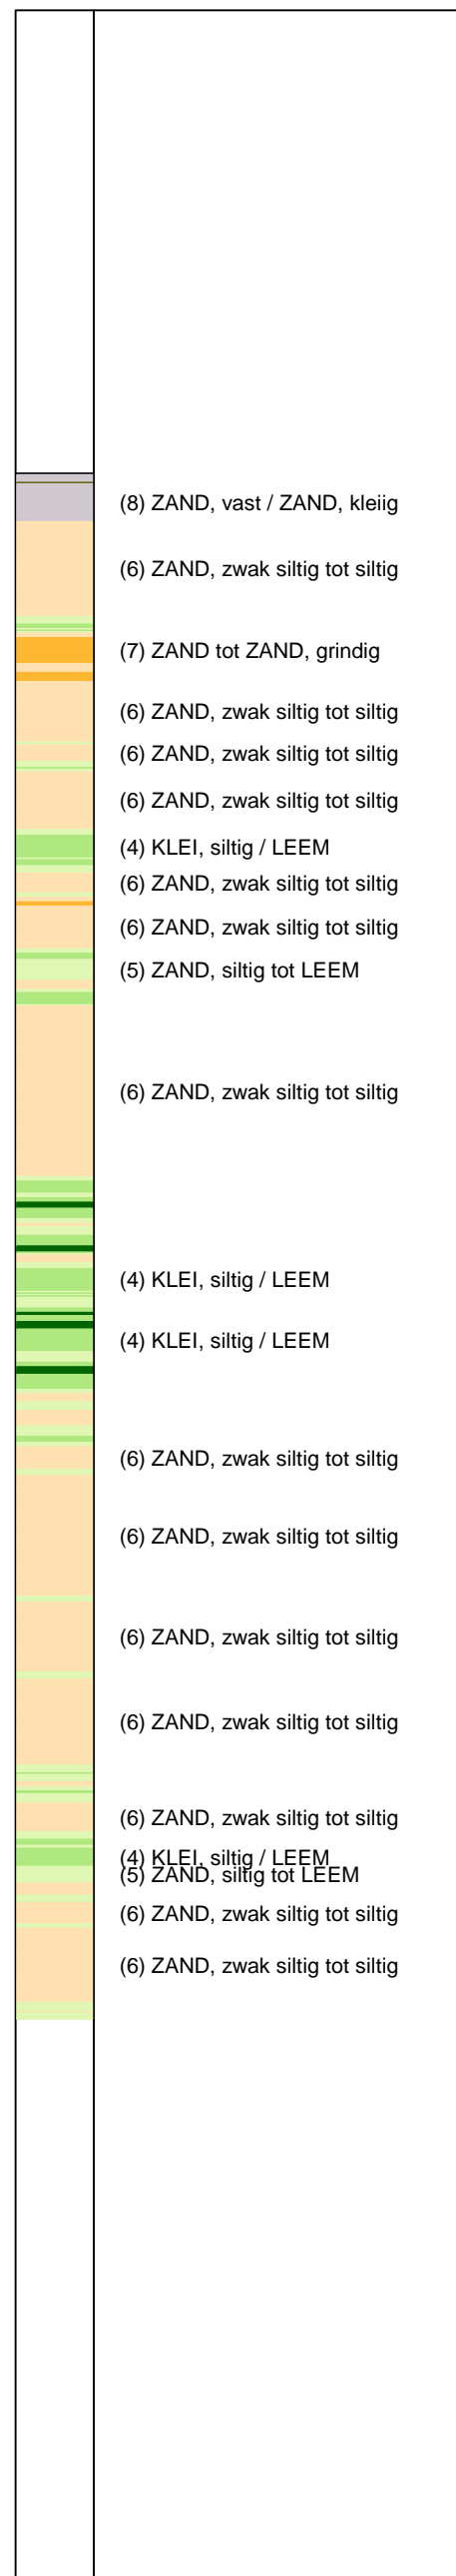 (8) ZAND, vast / ZAND, kleiig
(6) ZAND, zwak siltig tot siltig
(7) ZAND tot ZAND, grindig
(6) ZAND, zwak siltig tot siltig
(6) ZAND, zwak siltig tot siltig
(6) ZAND, zwak siltig tot siltig
(4) KLEI, siltig / LEEM
(6) ZAND, zwak siltig tot siltig
(6) ZAND, zwak siltig tot siltig
(5) ZAND, siltig tot LEEM
(6) ZAND, zwak siltig tot siltig
(4) KLEI, siltig / LEEM
(4) KLEI, siltig / LEEM
(6) ZAND, zwak siltig tot siltig
(6) ZAND, zwak siltig tot siltig
(6) ZAND, zwak siltig tot siltig
(6) ZAND, zwak siltig tot siltig
(6) ZAND, zwak siltig tot siltig
(4) KLEI, siltig / LEEM
(5) ZAND, siltig tot LEEM
(6) ZAND, zwak siltig tot siltig
(6) ZAND, zwak siltig tot siltig